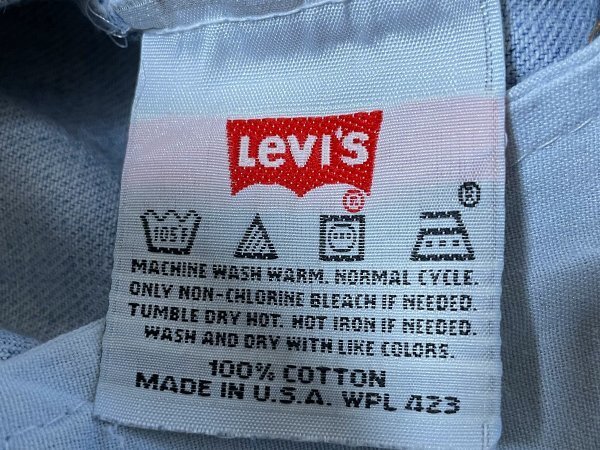 Levi's
®
®
105F
MACHINE WASH WARM. NORMAL CYCLE.
ONLY NON-CHLORINE BLEACH IF NEEDED.
TUMBLE DRY HOT. HOT IRON IF NEEDED.
WASH AND DRY WITH LIKE COLORS.
100% COTTON
MADE IN U.S.A. WPL 423